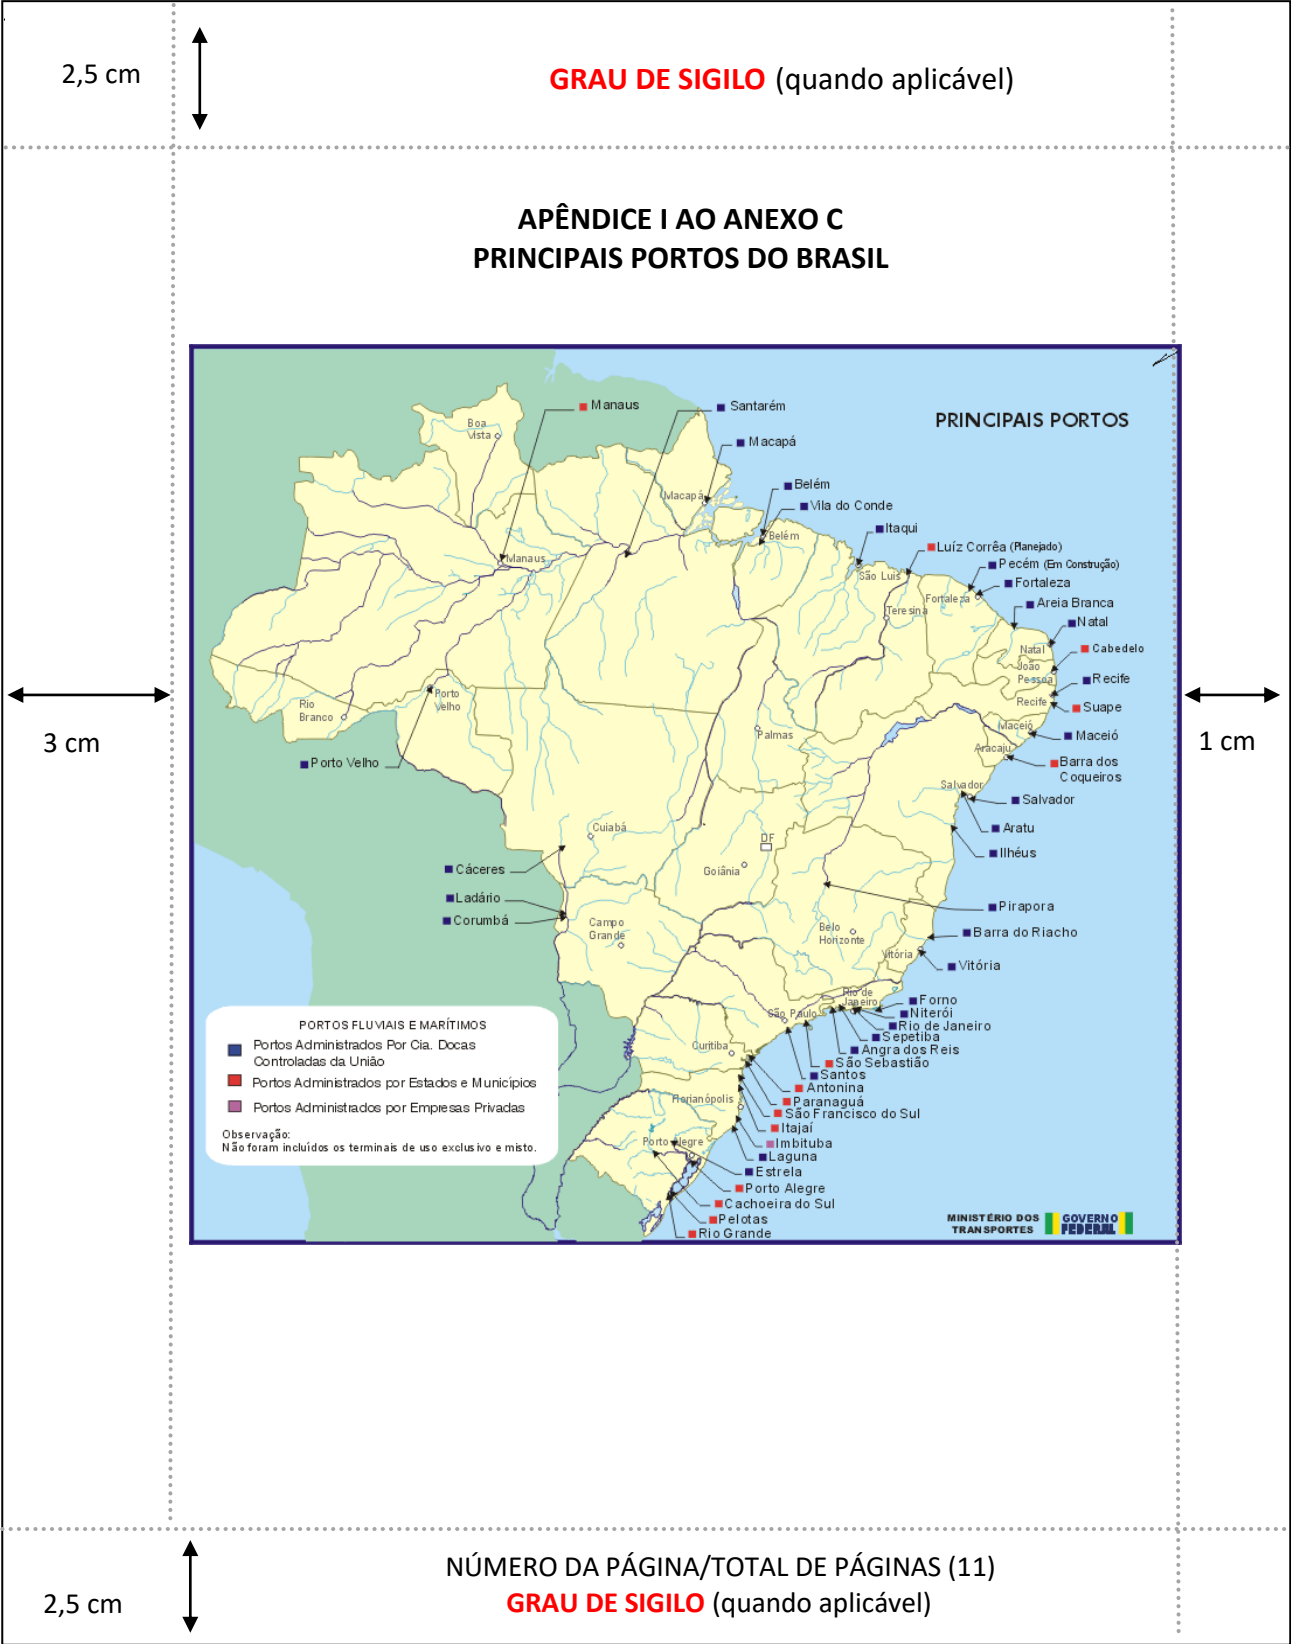 2,5 cm
GRAU DE SIGILO (quando aplicável)
APÊNDICE I AO ANEXO C
PRINCIPAIS PORTOS DO BRASIL
PRINCIPAIS PORTOS
Manaus
Santarém
Boa
Vista
Macapá
Macapá
Belém
Vila do Conde
Itaqui
Belém
Luíz Corrêa (Planejado)
Manaus
Pecém (Em Construção)
São Luis
Fortaleza
Fortaleza
Areia Branca
Teresina
Natal
Natal
Cabedelo
João
Pessoa
Recife
Porto
Velho
Rio
Branco
Recife
Suape
Maceió
Maceió
Palmas
Aracaju
Barra dos
Coqueiros
Porto Velho
Salvador
Salvador
Aratu
Cuiabá
DF
Ilhéus
Cáceres
Goiânia
Ladário
Pirapora
Corumbá
Campo
Grande
Belo
Horizonte
Barra do Riacho
Vitória
Vitória
Rio de
Janeiro
Forno
Niterói
São Paulo
Rio de Janeiro
Sepetiba
Curitiba
Angra dos Reis
São Sebastião
Santos
Antonina
Florianópolis
Paranaguá
São Francisco do Sul
Itajaí
Porto Alegre
Imbituba
Laguna
Estrela
Porto Alegre
Cachoeira do Sul
Pelotas
Rio Grande
PORTOS FLUVIAIS E MARÍTIMOS
Portos Administrados Por Cia. Docas
Controladas da União
Portos Administrados por Estados e Municípios
Portos Administrados por Empresas Privadas
Observação:
Não foram incluídos os terminais de uso exclusivo e misto.
MINISTÉRIO DOS
TRANSPORTES
GOVERNO
FEDERAL
3 cm
1 cm
NÚMERO DA PÁGINA/TOTAL DE PÁGINAS (11)
2,5 cm
GRAU DE SIGILO (quando aplicável)